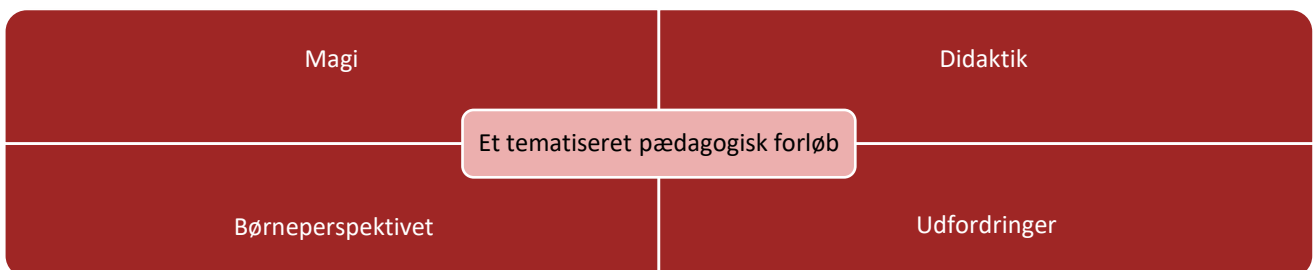 Magi
Didaktik
Et tematiseret pædagogisk forløb
Børneperspektivet
Udfordringer